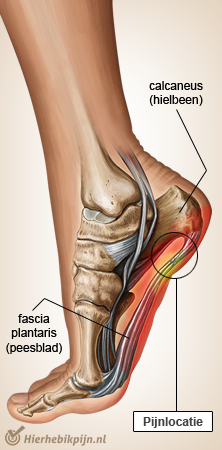 calcaneus
(hielbeen)
fascia
plantaris
(peesblad)
Pijnlocatie
Hierhebikpijn.nl